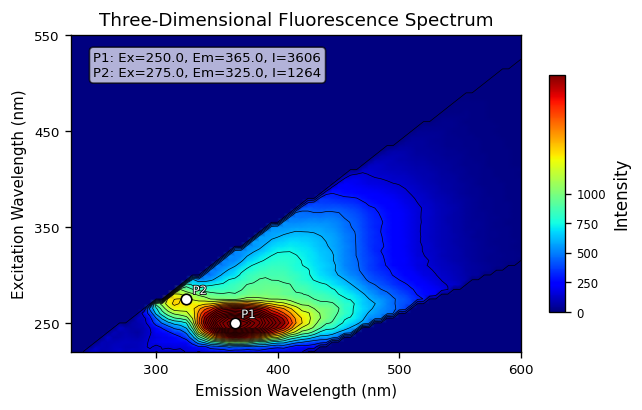 Three-Dimensional Fluorescence Spectrum
P1: Ex=250.0, Em=365.0, I=3606
P2: Ex=275.0, Em=325.0, I=1264
550
450
350
250
Excitation Wavelength (nm)
P2
P1
300
400
500
600
Emission Wavelength (nm)
1000
750
500
250
0
Intensity